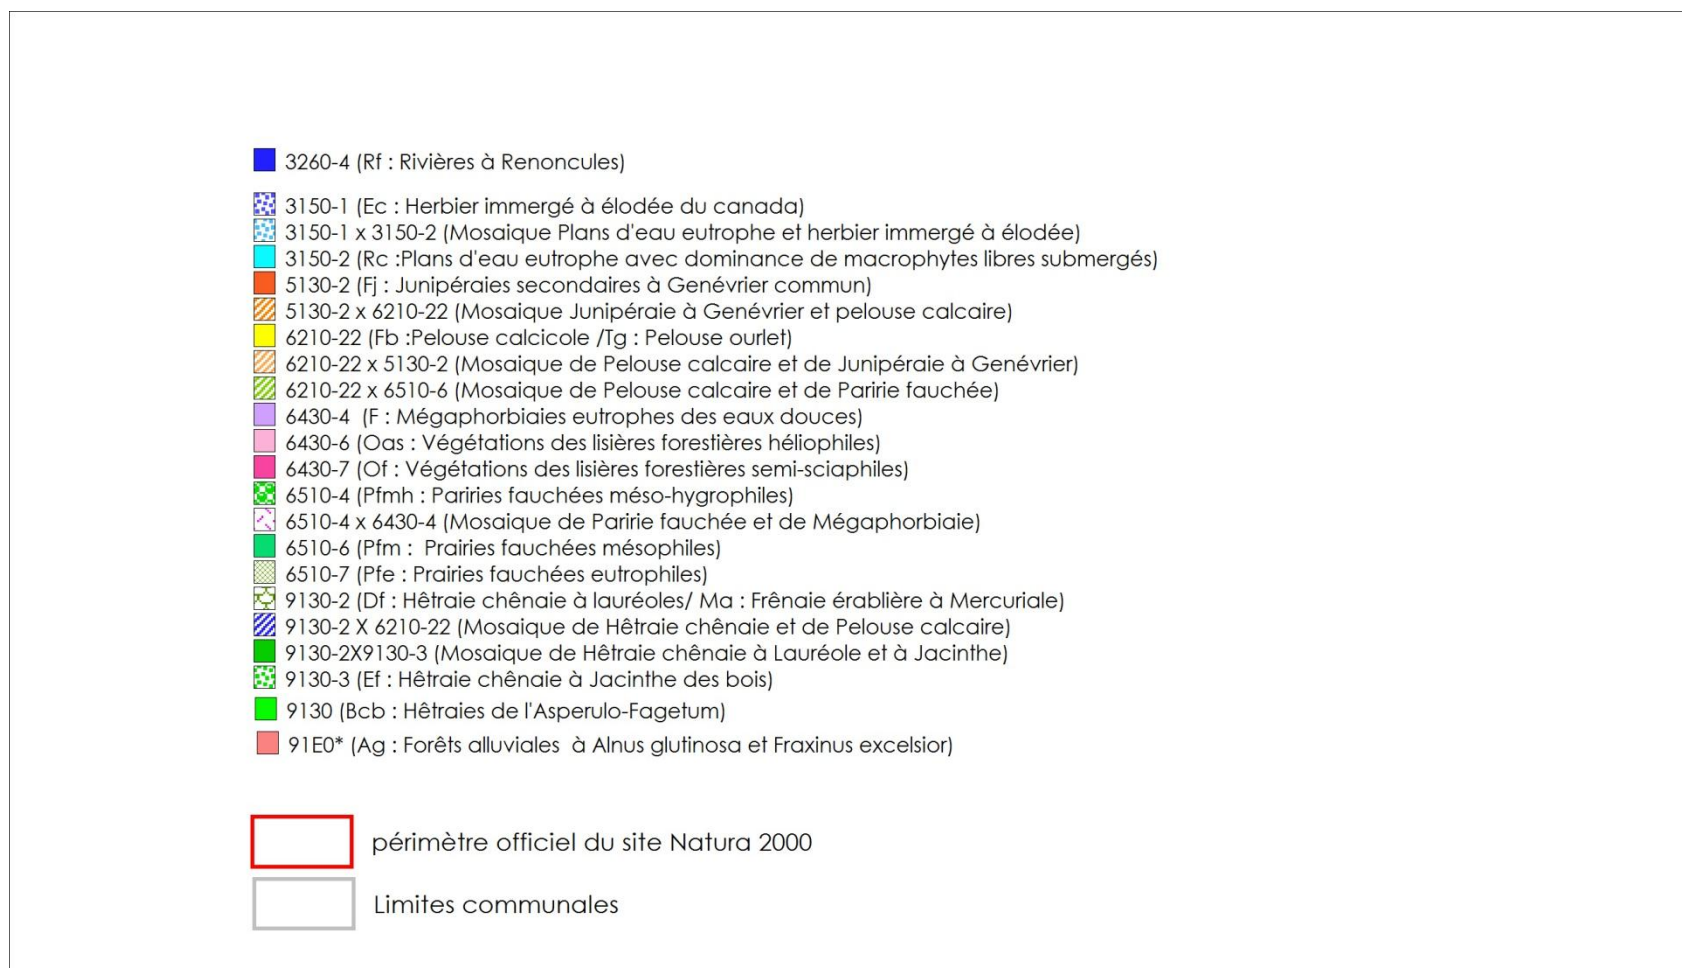 3260-4 (Rf : Rivières à Renoncules)
3150-1 (Ec : Herbier immergé à élodée du canada)
3150-1 x 3150-2 (Mosaique Plans d'eau eutrophe et herbier immergé à élodée)
3150-2 (Rc :Plans d'eau eutrophe avec dominance de macrophytes libres submergés)
5130-2 (Fj : Junipéraies secondaires à Genévrier commun)
5130-2 x 6210-22 (Mosaique Junipéraie à Genévrier et pelouse calcaire)
6210-22 (Fb :Pelouse calcicole /Tg : Pelouse ourlet)
6210-22 x 5130-2 (Mosaique de Pelouse calcaire et de Junipéraie à Genévrier)
6210-22 x 6510-6 (Mosaique de Pelouse calcaire et de Paririe fauchée)
6430-4 (F : Mégaphorbiaies eutrophes des eaux douces)
6430-6 (Oas : Végétations des lisières forestières héliophiles)
6430-7 (Of : Végétations des lisières forestières semi-sciaphiles)
6510-4 (Pfmh : Pariries fauchées méso-hygrophiles)
6510-4 x 6430-4 (Mosaique de Paririe fauchée et de Mégaphorbiaie)
6510-6 (Pfm : Prairies fauchées mésophiles)
6510-7 (Pfe : Prairies fauchées eutrophiles)
9130-2 (Df : Hêtraie chênaie à lauréoles/ Ma : Frênaie érablière à Mercuriale)
9130-2 X 6210-22 (Mosaique de Hêtraie chênaie et de Pelouse calcaire)
9130-2X9130-3 (Mosaique de Hêtraie chênaie à Lauréole et à Jacinthe)
9130-3 (Ef : Hêtraie chênaie à Jacinthe des bois)
9130 (Bcb : Hêtraies de l'Asperulo-Fagetum)
91E0* (Ag : Forêts alluviales à Alnus glutinosa et Fraxinus excelsior)
périmètre officiel du site Natura 2000
Limites communales